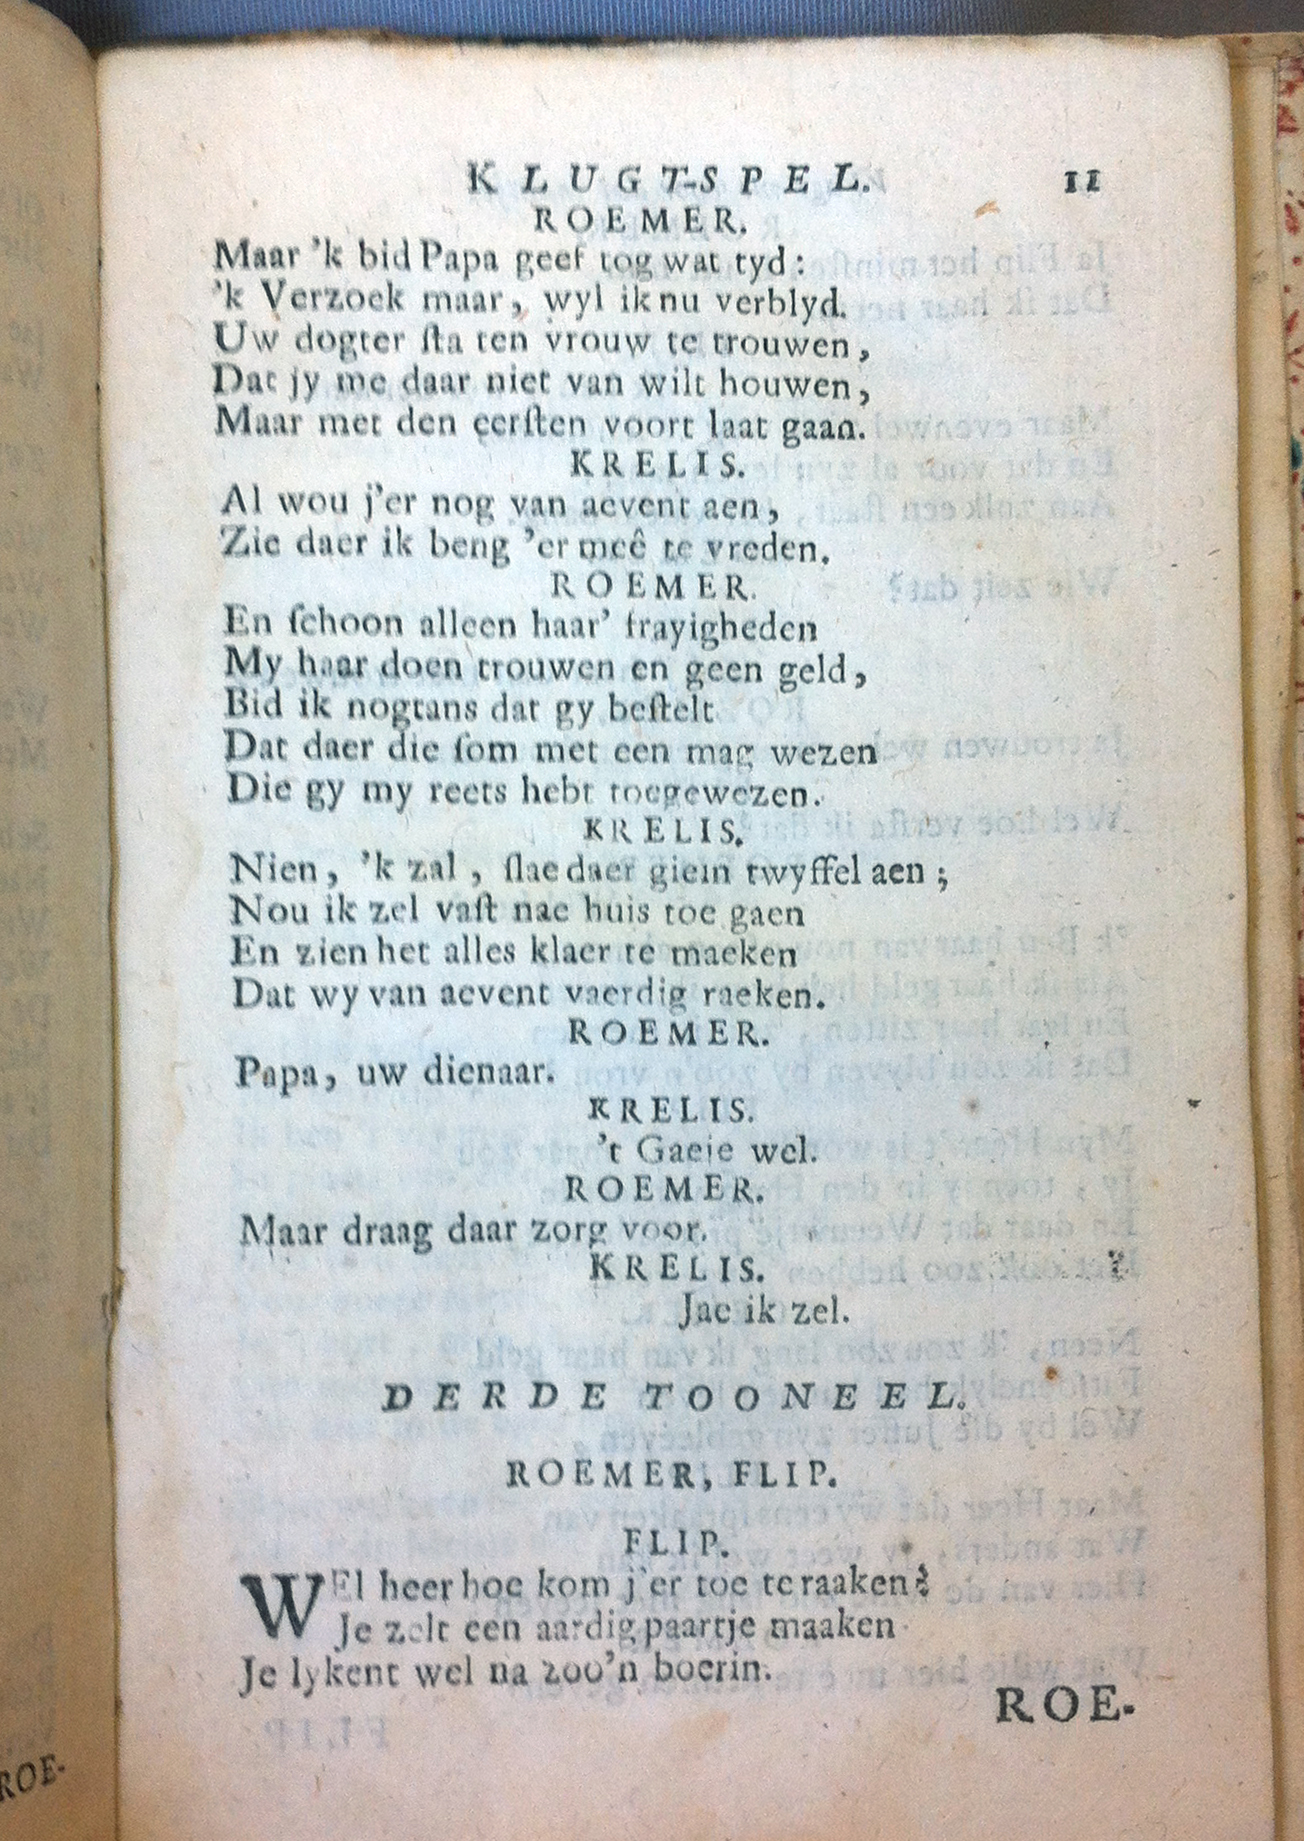 KLUGT-SPEL. 11
ROEMER.
Maar 'k bid Papa geef tog wat tyd:
'k Verzoek maar, wyl ik nu verblyd.
Uw dogter ſta ten vrouw te trouwen,
Dat jy me daar niet van wilt houwen,
Maar met den eerſten voort laat gaan.
KRELIS.
Al wou j'er nog van aevent aen,
Zie daer ik beng 'er meê te vreden.
ROEMER.
En ſchoon alleen haar' frayigheden
My haar doen trouwen en geen geld,
Bid ik nogtans dat gy beſtelt
Dat daer die ſom met een mag wezen
Die gy my reets hebt toegewezen.
KRELIS.
Nien, 'k zal, ſlae daer giem twyffel aen;
Nou ik zel vaſt nae huis toe gaen
En zien het alles klaer te maeken
Dat wy van aevent vaerdig raeken.
ROEMER.
Papa, uw dienaar.
KRELIS.
't Gaeje wel.
ROEMER.
Maar draag daar zorg voor.
KRELIS.
Jae ik zel.
DERDE TOONEEL.
ROEMER, FLIP.
FLIP.
WEl heer hoe kom j'er toe te raaken?
Je zelt een aardig paartje maaken
Je lykent wel na zoo'n boerin.
ROE-
ROE-